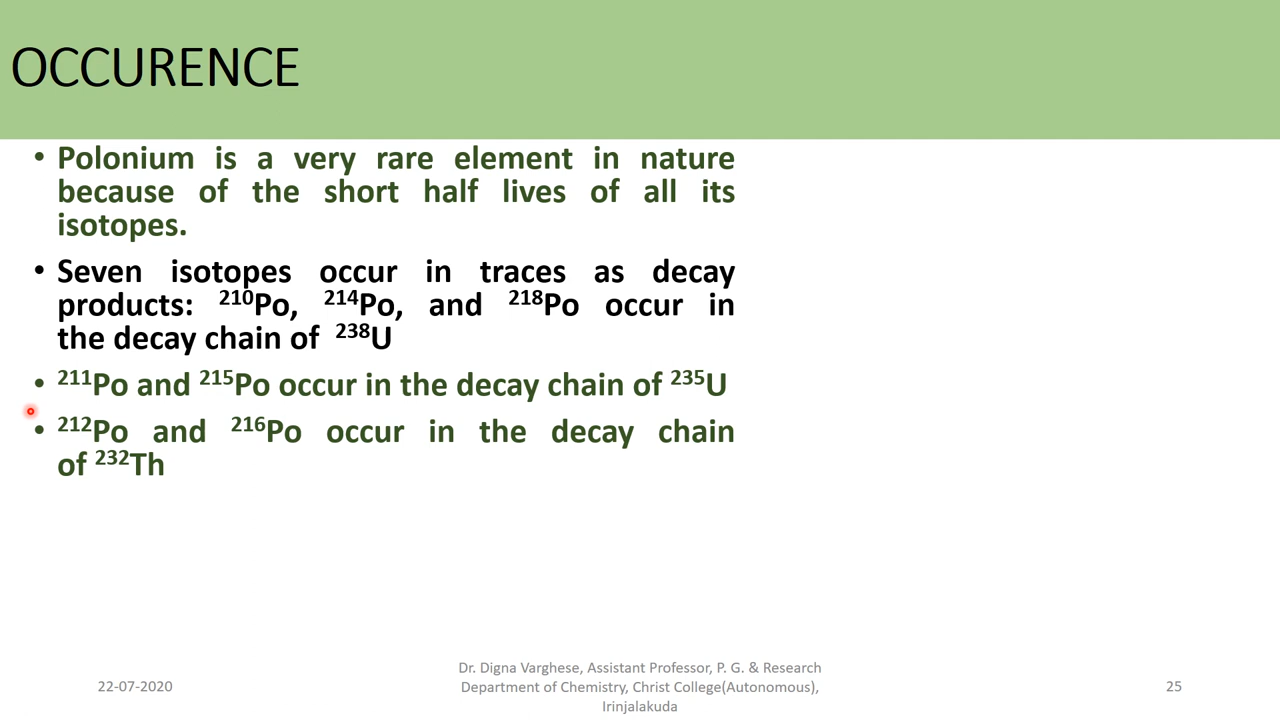 OCCURENCE
• Polonium is a very rare element in nature
because of the short half lives of all its
isotopes.
• Seven isotopes occur in traces as decay
products: ²¹⁰Po, ²¹⁴Po, and ²¹⁸Po occur in
the decay chain of ²³⁸U
• ²¹¹Po and ²¹⁵Po occur in the decay chain of ²³⁵U
• ²¹²Po and ²¹⁶Po occur in the decay chain
of ²³²Th
22-07-2020
Dr. Digna Varghese, Assistant Professor, P. G. & Research
Department of Chemistry, Christ College(Autonomous),
Irinjalakuda
25